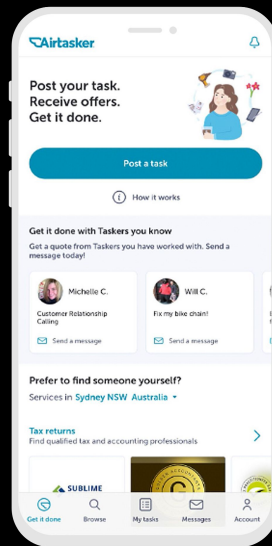 Airtasker
Post your task.
Receive offers.
Get it done.
Post a task
i How it works
Get it done with Taskers you know
Get a quote from Taskers you have worked with. Send a
message today!
Michelle C.
Customer Relationship
Calling
Send a message
Will C.
Fix my bike chain!
Send a message
Prefer to find someone yourself?
Services in Sydney NSW Australia
Tax returns
Find qualified tax and accounting professionals
SUBLIME
Get it done
Browse
My tasks
Messages
Account